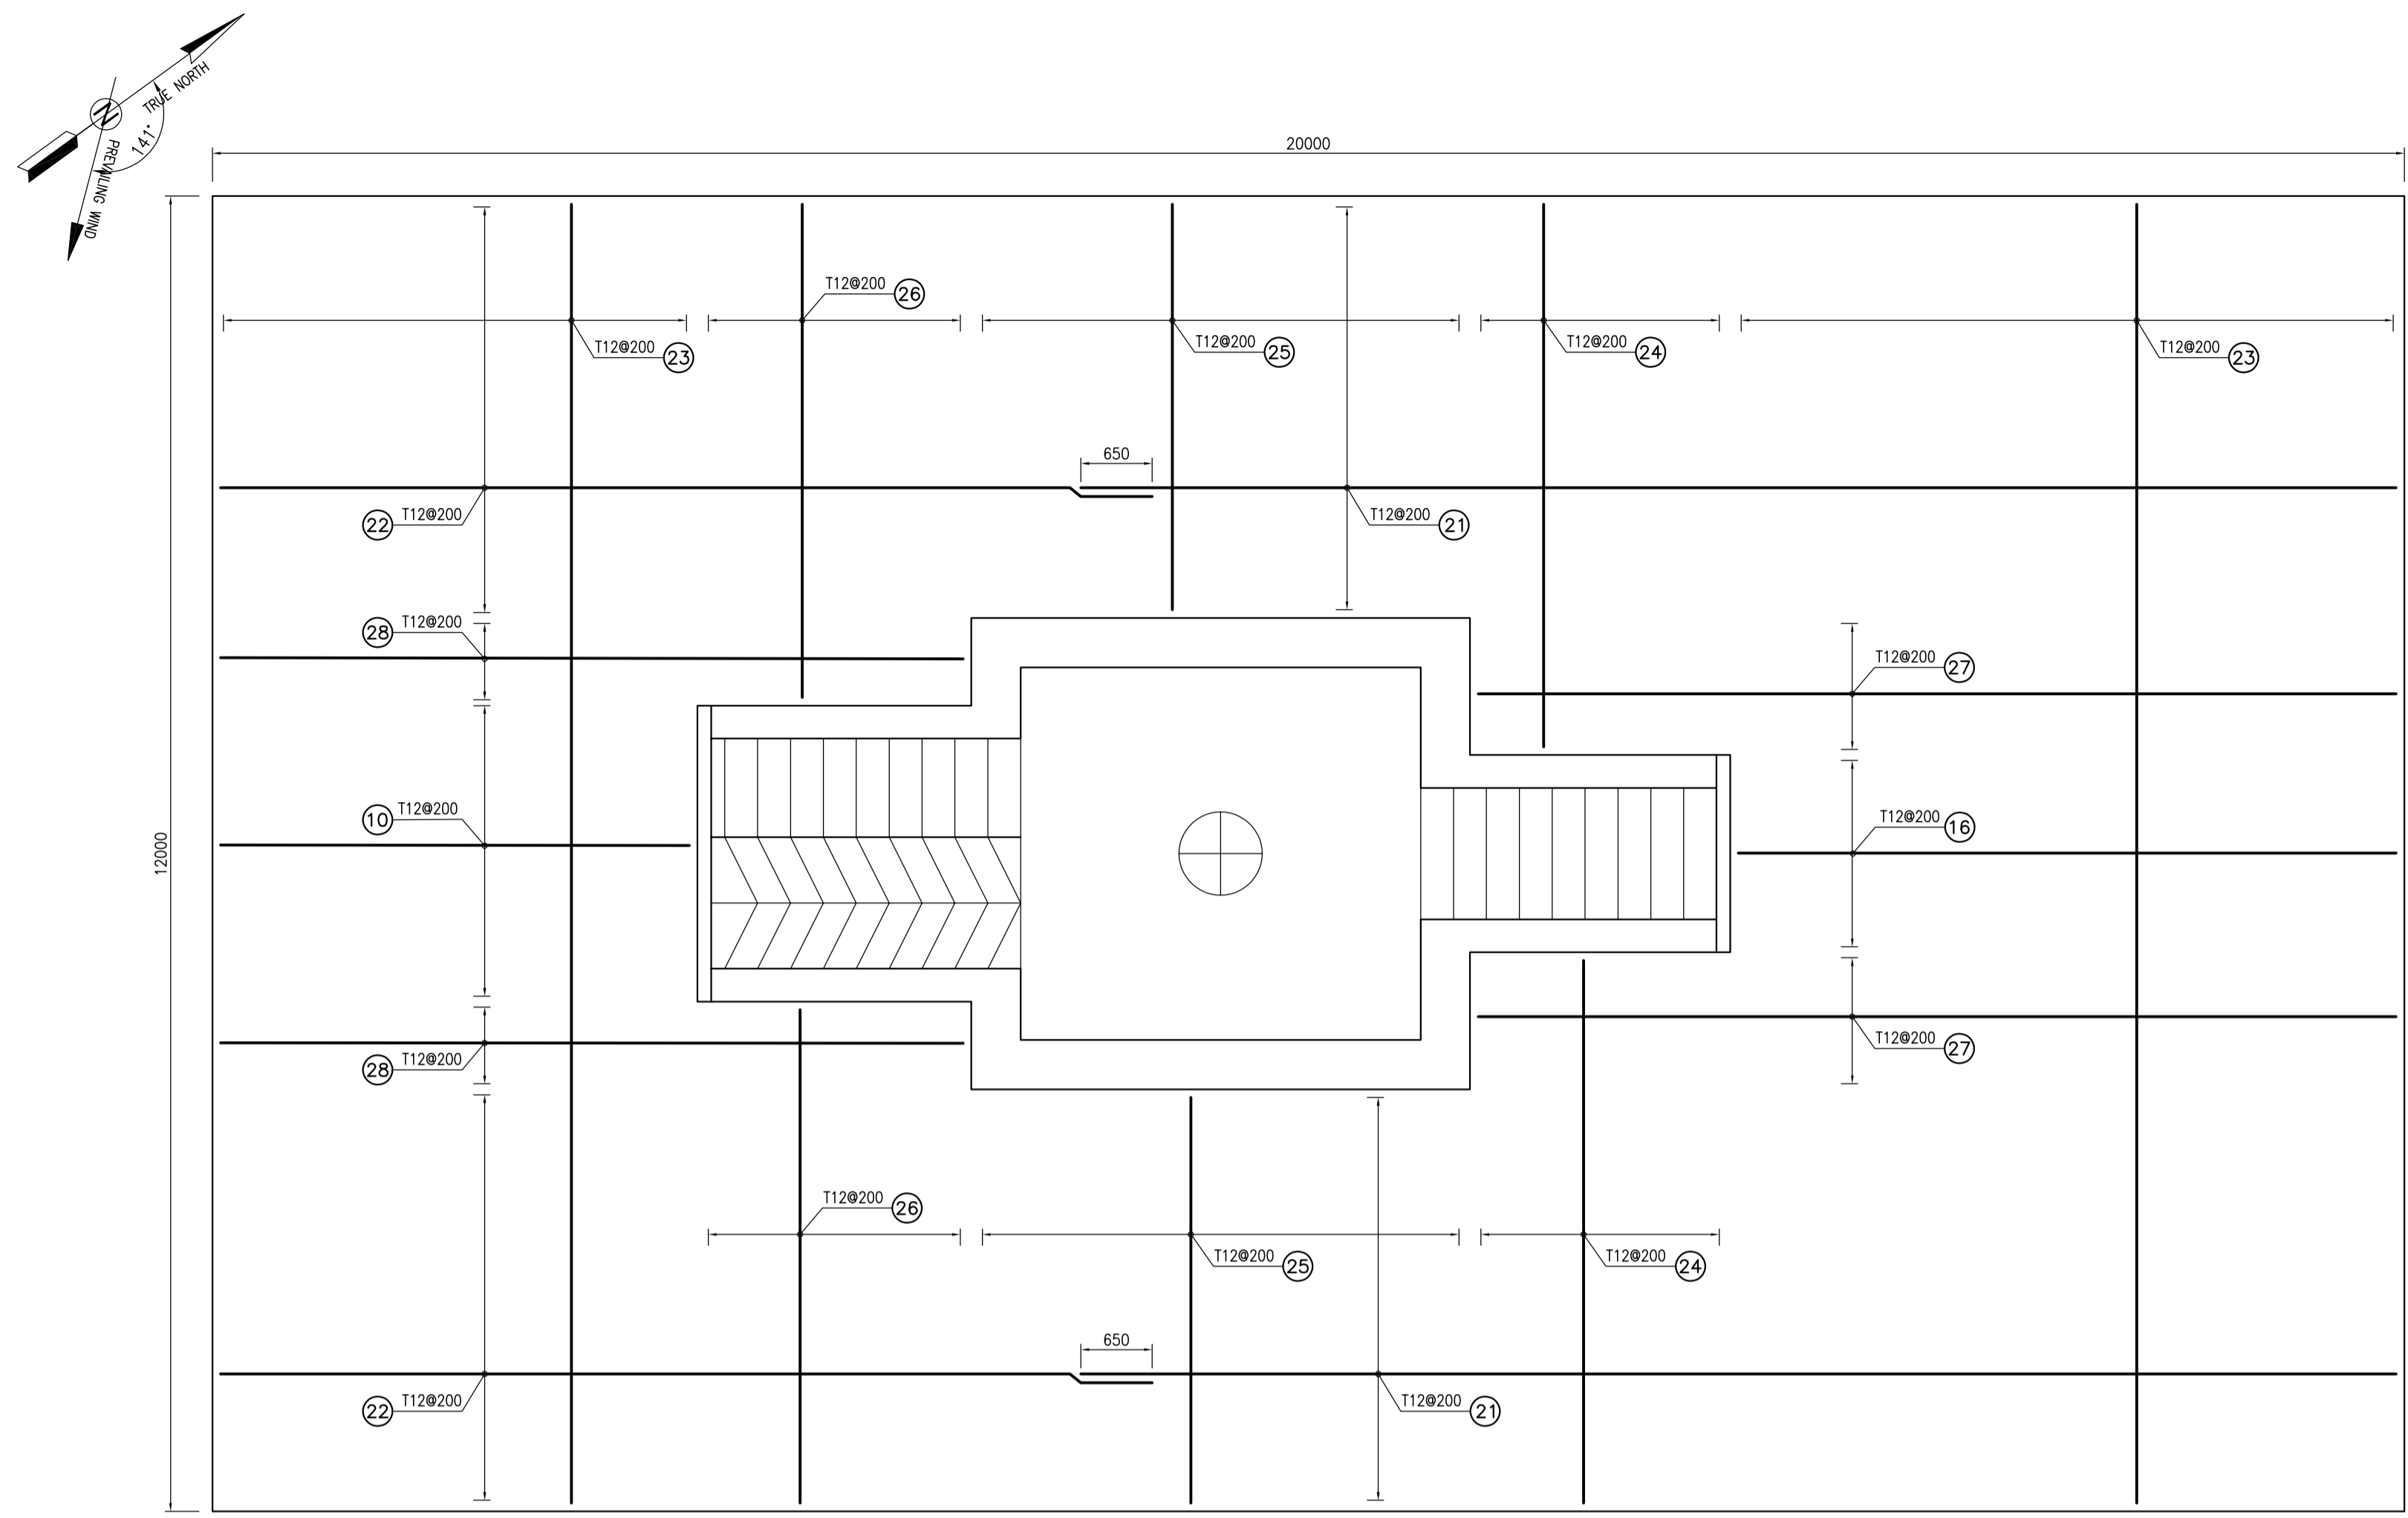 TRUE NORTH
N
141°
PREVAILING WIND
20000
T12@200 26
T12@200 23
T12@200 25
T12@200 24
T12@200 23
650
22 T12@200
T12@200 21
28 T12@200
T12@200 27
10 T12@200
T12@200 16
12000
28 T12@200
T12@200 27
T12@200 26
T12@200 25
T12@200 24
650
22 T12@200
T12@200 21